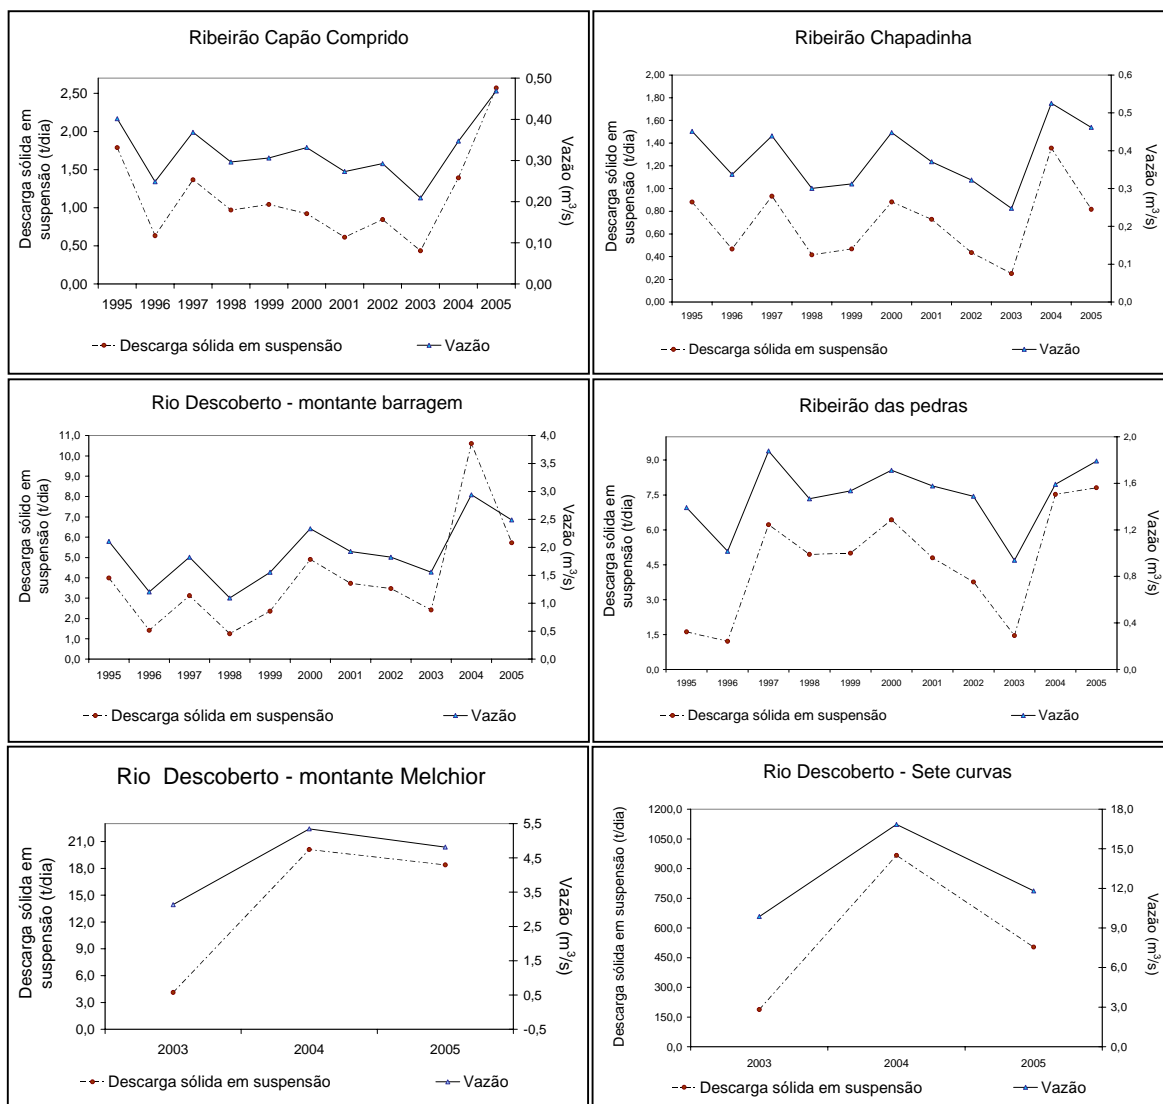 Ribeirão Capão Comprido
Descarga sólida em
suspensão (t/dia)
2,50
2,00
1,50
1,00
0,50
0,00
0,50
0,40
0,30
0,20
0,10
0,00
Vazão (m³/s)
1995 1996 1997 1998 1999 2000 2001 2002 2003 2004 2005
Descarga sólida em suspensão Vazão
Ribeirão Chapadinha
Descarga sólido em
suspensão (t/dia)
2,00
1,80
1,60
1,40
1,20
1,00
0,80
0,60
0,40
0,20
0,00
0,6
0,5
0,4
0,3
0,2
0,1
0,0
Vazão (m³/s)
1995 1996 1997 1998 1999 2000 2001 2002 2003 2004 2005
Descarga sólida em suspensão Vazão
Rio Descoberto - montante barragem
Descarga sólida em
suspensão (t/dia)
11,0
10,0
9,0
8,0
7,0
6,0
5,0
4,0
3,0
2,0
1,0
0,0
4,0
3,5
3,0
2,5
2,0
1,5
1,0
0,5
0,0
Vazão (m³/s)
1995 1996 1997 1998 1999 2000 2001 2002 2003 2004 2005
Descarga sólida em suspensão Vazão
Ribeirão das pedras
Descarga sólida em
suspensão (t/dia)
9,0
7,5
6,0
4,5
3,0
1,5
0,0
2,0
1,6
1,2
0,8
0,4
0,0
Vazão (m³/s)
1995 1996 1997 1998 1999 2000 2001 2002 2003 2004 2005
Descarga sólida em suspensão Vazão
Rio Descoberto - montante Melchior
Descarga sólida em
suspensão (t/dia)
21,0
18,0
15,0
12,0
9,0
6,0
3,0
0,0
5,5
4,5
3,5
2,5
1,5
0,5
-0,5
Vazão (m³/s)
2003 2004 2005
Descarga sólida em suspensão Vazão
Rio Descoberto - Sete curvas
Descarga sólida em suspensão (t/dia)
1200,0
1050,0
900,0
750,0
600,0
450,0
300,0
150,0
0,0
18,0
15,0
12,0
9,0
6,0
3,0
0,0
Vazão (m³/s)
2003 2004 2005
Descarga sólida em suspensão Vazão